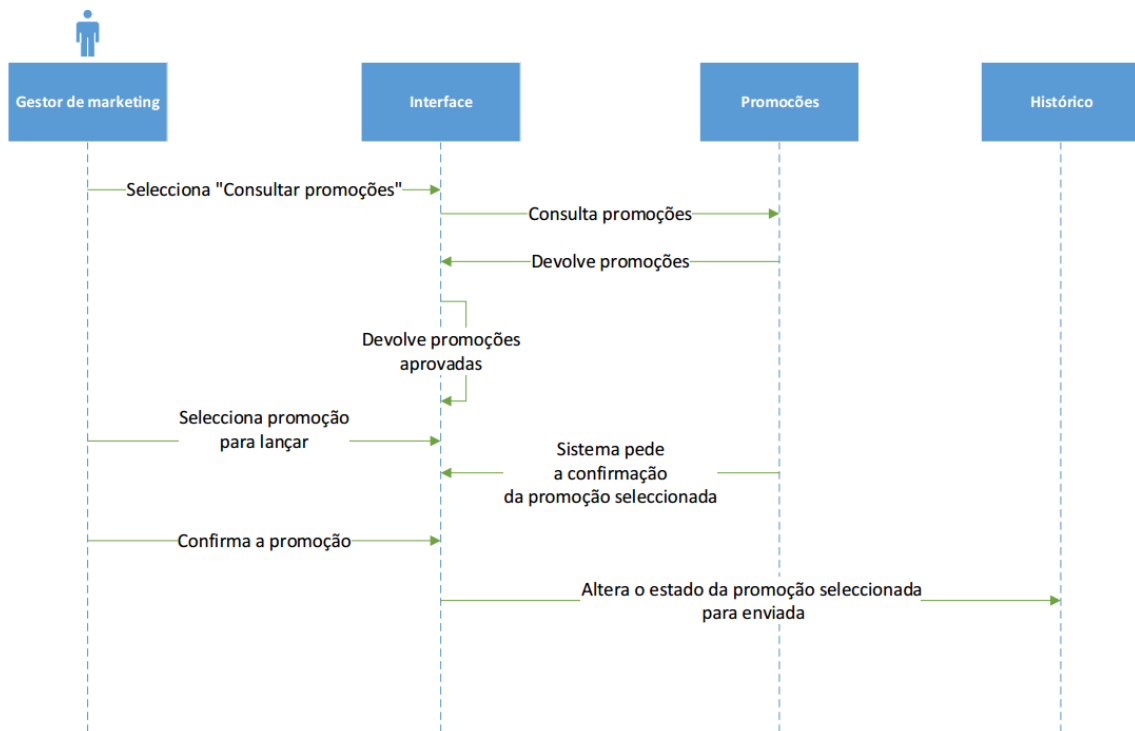 Gestor de marketing
Interface
Promocões
Histórico
Selecciona "Consultar promoções"
Consulta promoções
Devolve promoções
Devolve promoções
aprovadas
Selecciona promoção
para lançar
Sistema pede
a confirmação
da promoção seleccionada
Confirma a promoção
Altera o estado da promoção seleccionada
para enviada